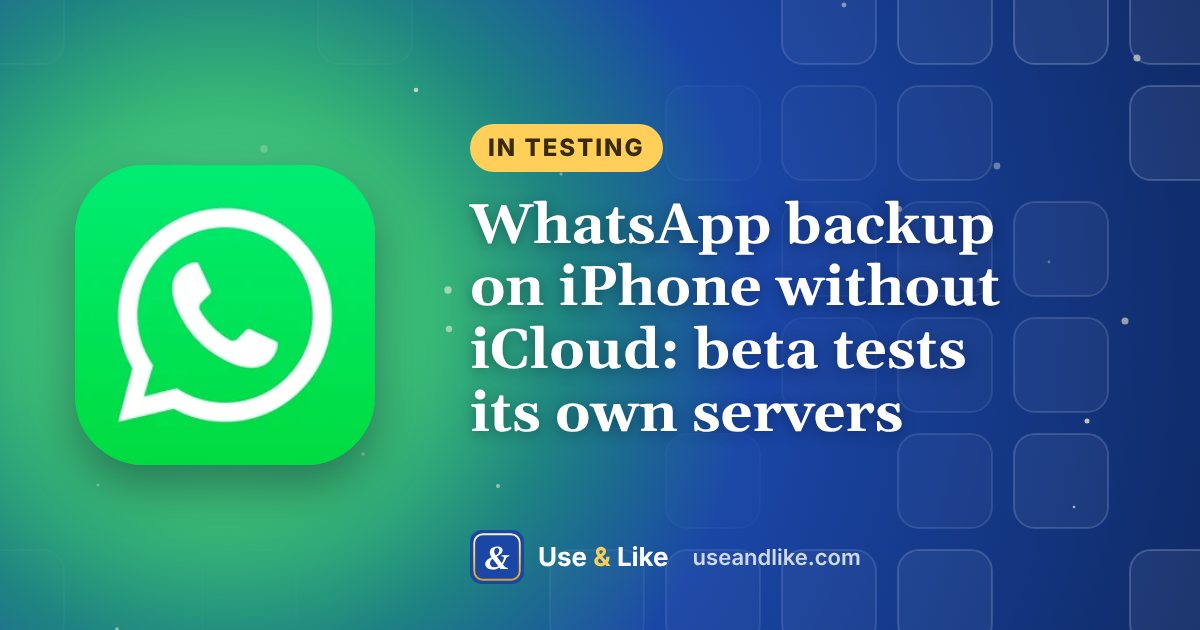 IN TESTING
WhatsApp backup
on iPhone without
iCloud: beta tests
its own servers
& Use & Like useandlike.com